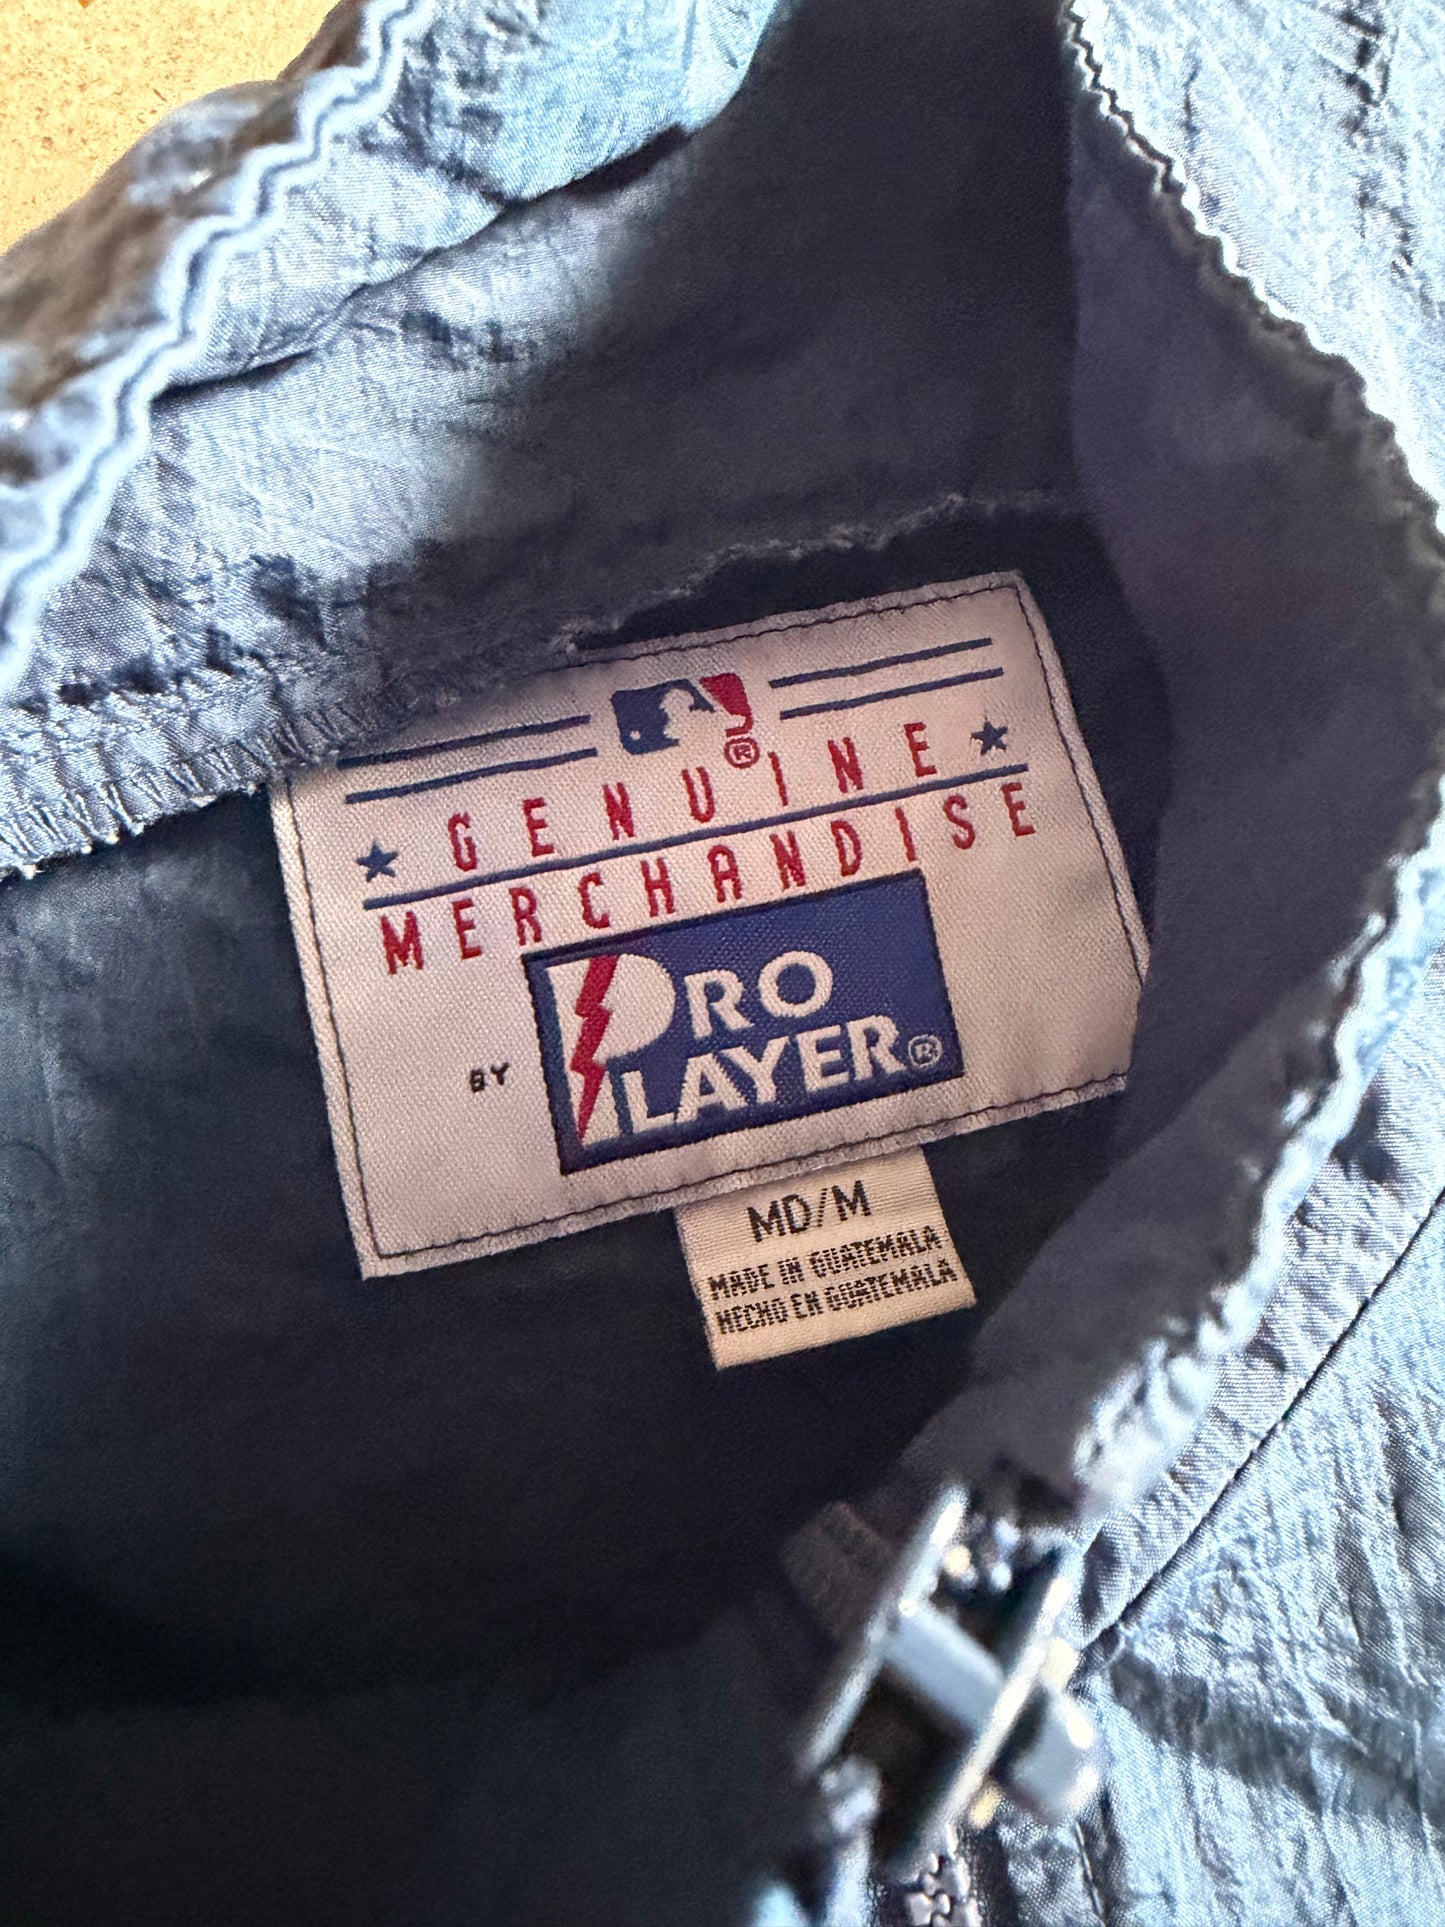 ®
★ GENUINE ★
MERCHANDISE
BY PRO PLAYER®
MD/M
MADE IN GUATEMALA
HECHO EN GUATEMALA